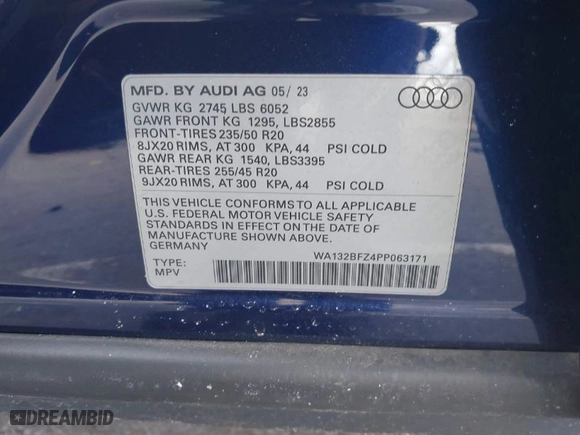 MFD. BY AUDI AG 05/ 23
GVWR KG 2745 LBS 6052
GAWR FRONT KG 1295, LBS2855
FRONT-TIRES 235/50 R20
8JX20 RIMS, AT 300 KPA, 44 PSI COLD
GAWR REAR KG 1540, LBS3395
REAR-TIRES 255/45 R20
9JX20 RIMS, AT 300 KPA, 44 PSI COLD
THIS VEHICLE CONFORMS TO ALL APPLICABLE
U.S. FEDERAL MOTOR VEHICLE SAFETY
STANDARDS IN EFFECT ON THE DATE OF
MANUFACTURE SHOWN ABOVE.
GERMANY
WA132BFZ4PP063171
TYPE:
MPV
DREAMBID